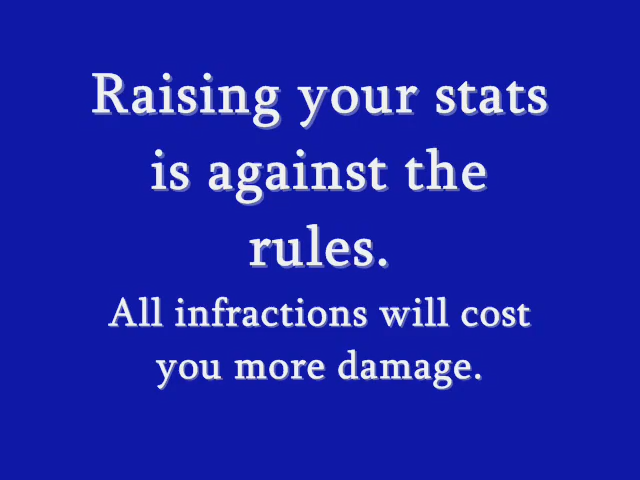 Raising your stats
is against the
rules.
All infractions will cost
you more damage.